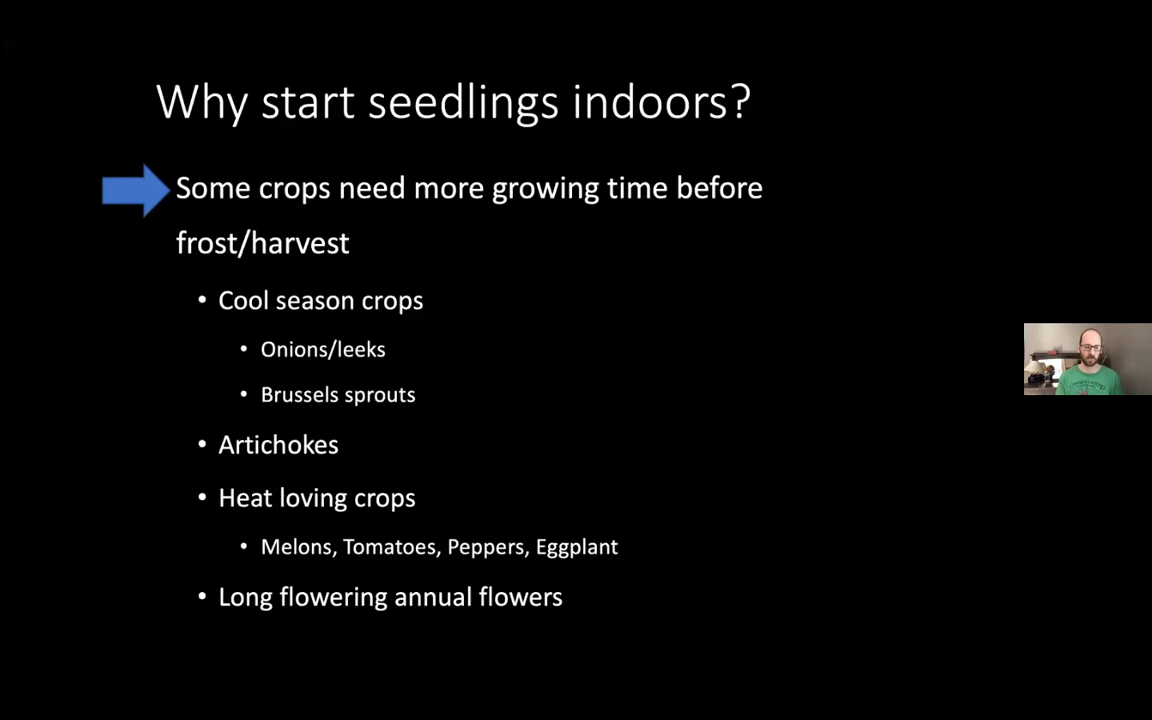 Why start seedlings indoors?
Some crops need more growing time before
frost/harvest
• Cool season crops
• Onions/leeks
• Brussels sprouts
• Artichokes
• Heat loving crops
• Melons, Tomatoes, Peppers, Eggplant
• Long flowering annual flowers